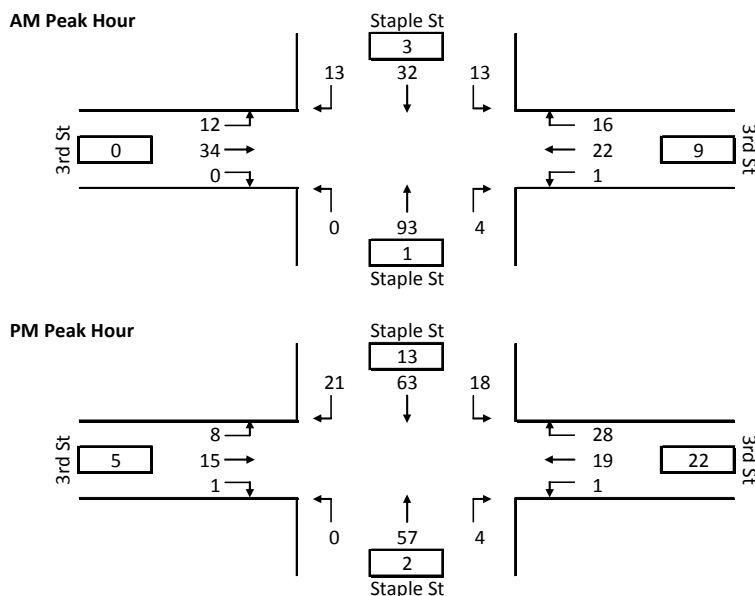 AM Peak Hour
Staple St
3
13 32 13
12 16
3rd St 0 34 22 9 3rd St
0 1
0 93 4
1
Staple St
PM Peak Hour
Staple St
13
21 63 18
8 28
3rd St 5 15 19 22 3rd St
1 1
0 57 4
2
Staple St